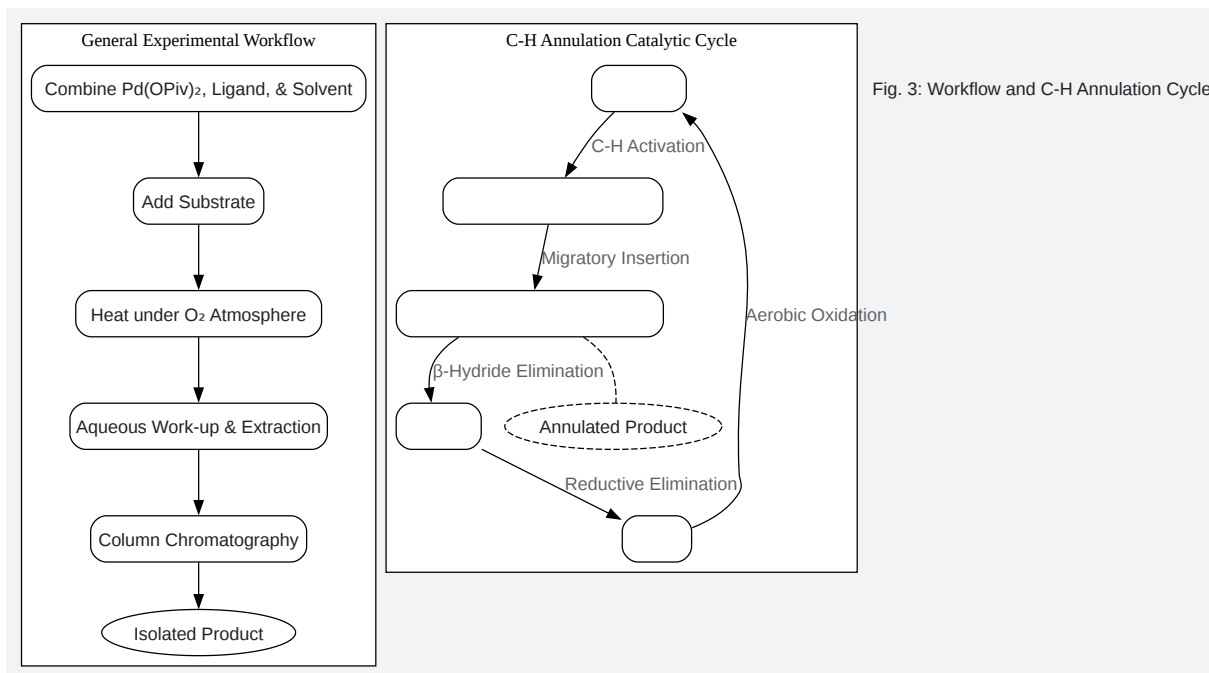 General Experimental Workflow
Combine Pd(OPiv)₂, Ligand, & Solvent
Add Substrate
Heat under O₂ Atmosphere
Aqueous Work-up & Extraction
Column Chromatography
Isolated Product
C-H Annulation Catalytic Cycle
C-H Activation
Migratory Insertion
Aerobic Oxidation
β-Hydride Elimination
Annulated Product
Reductive Elimination
Fig. 3: Workflow and C-H Annulation Cycle